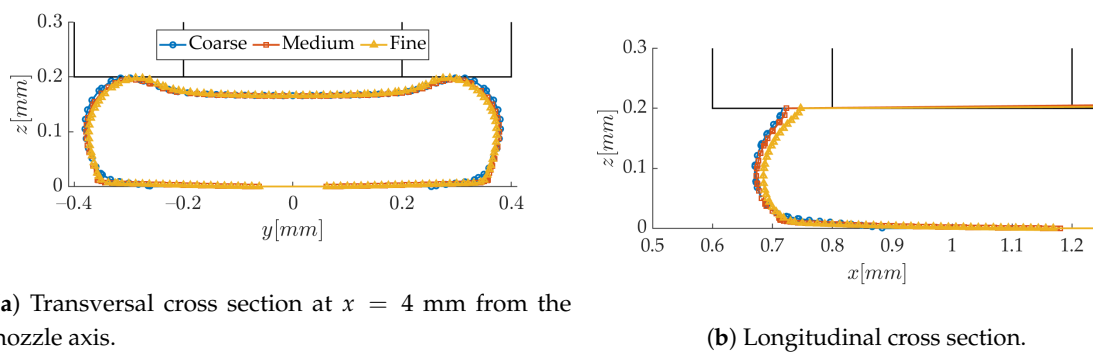 0.3
0.2
0.1
0
z[mm]
Coarse Medium Fine
−0.4 −0.2 0 0.2 0.4
y[mm]
0.3
0.2
0.1
0
z[mm]
0.5 0.6 0.7 0.8 0.9 1 1.1 1.2
x[mm]
a) Transversal cross section at x = 4 mm from the
nozzle axis.
(b) Longitudinal cross section.